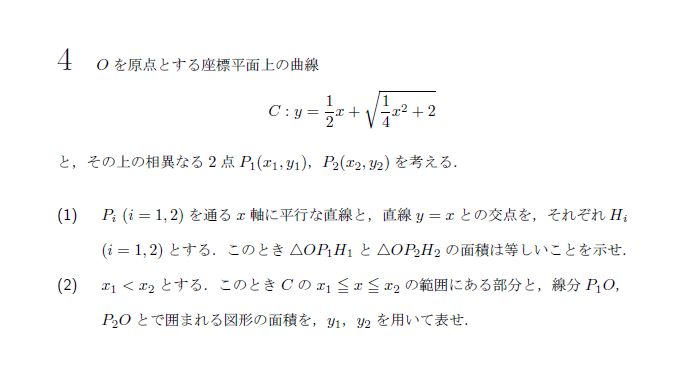 4 Oを原点とする座標平面上の曲線
C : y = \frac{1}{2}x + \sqrt{\frac{1}{4}x^2 + 2}
と，その上の相異なる2点 P_1(x_1, y_1)，P_2(x_2, y_2) を考える．
(1) P_i (i = 1, 2) を通る x 軸に平行な直線と，直線 y = x との交点を，それぞれ H_i
(i = 1, 2) とする．このとき △OP_1H_1 と △OP_2H_2 の面積は等しいことを示せ．
(2) x_1 < x_2 とする．このとき C の x_1 ≦ x ≦ x_2 の範囲にある部分と，線分 P_1O，
P_2O とで囲まれる図形の面積を，y_1，y_2 を用いて表せ．